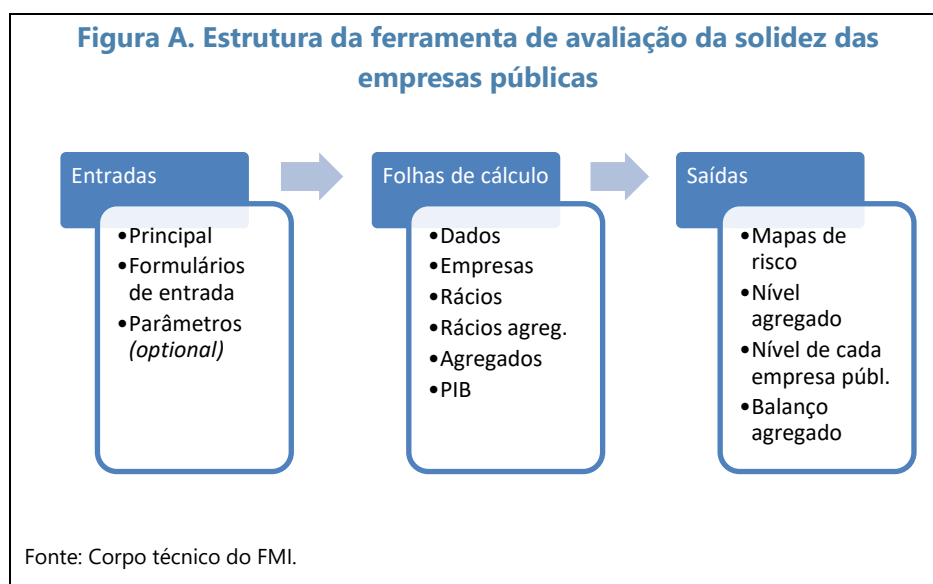 Figura A. Estrutura da ferramenta de avaliação da solidez das
empresas públicas
Entradas
•Principal
•Formulários
de entrada
•Parâmetros
(optional)
Folhas de cálculo
•Dados
•Empresas
•Rácios
•Rácios agreg.
•Agregados
•PIB
Saídas
•Mapas de
risco
•Nível
agregado
•Nível de cada
empresa públ.
•Balanço
agregado
Fonte: Corpo técnico do FMI.